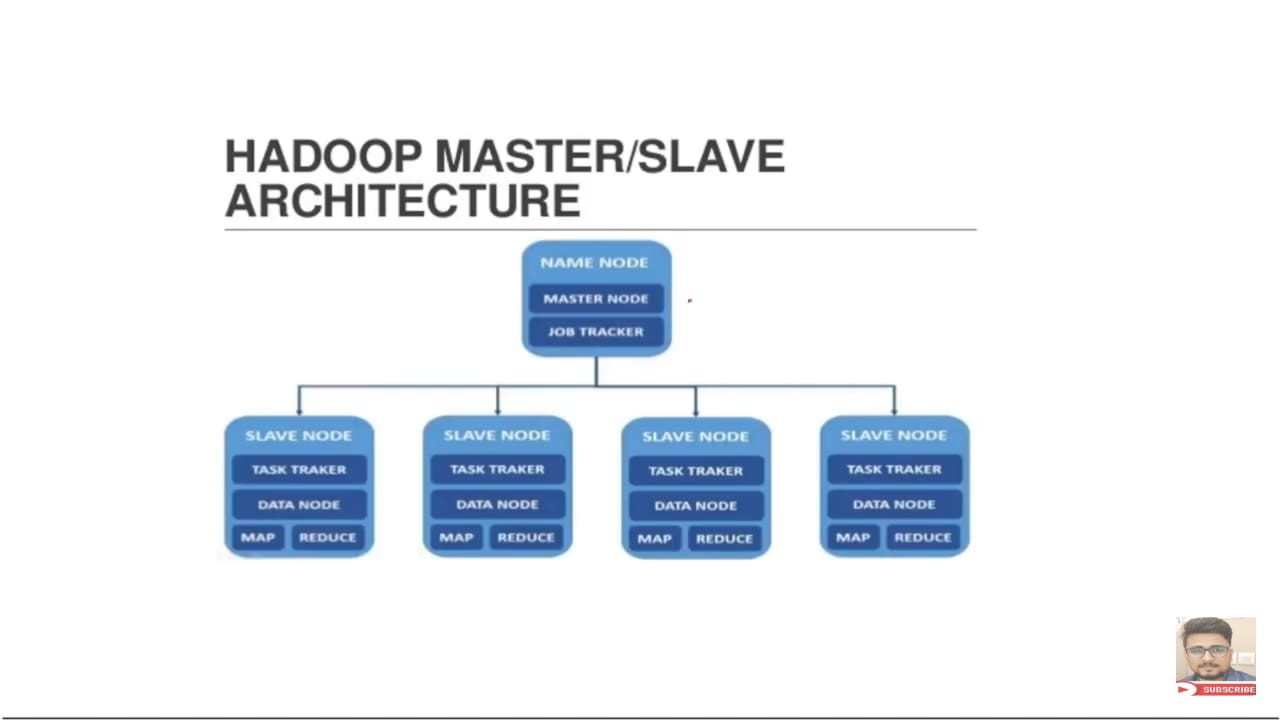 HADOOP MASTER/SLAVE
ARCHITECTURE
NAME NODE
MASTER NODE
JOB TRACKER
SLAVE NODE
TASK TRAKER
DATA NODE
MAP REDUCE
SLAVE NODE
TASK TRAKER
DATA NODE
MAP REDUCE
SLAVE NODE
TASK TRAKER
DATA NODE
MAP REDUCE
SLAVE NODE
TASK TRAKER
DATA NODE
MAP REDUCE
SUBSCRIBE